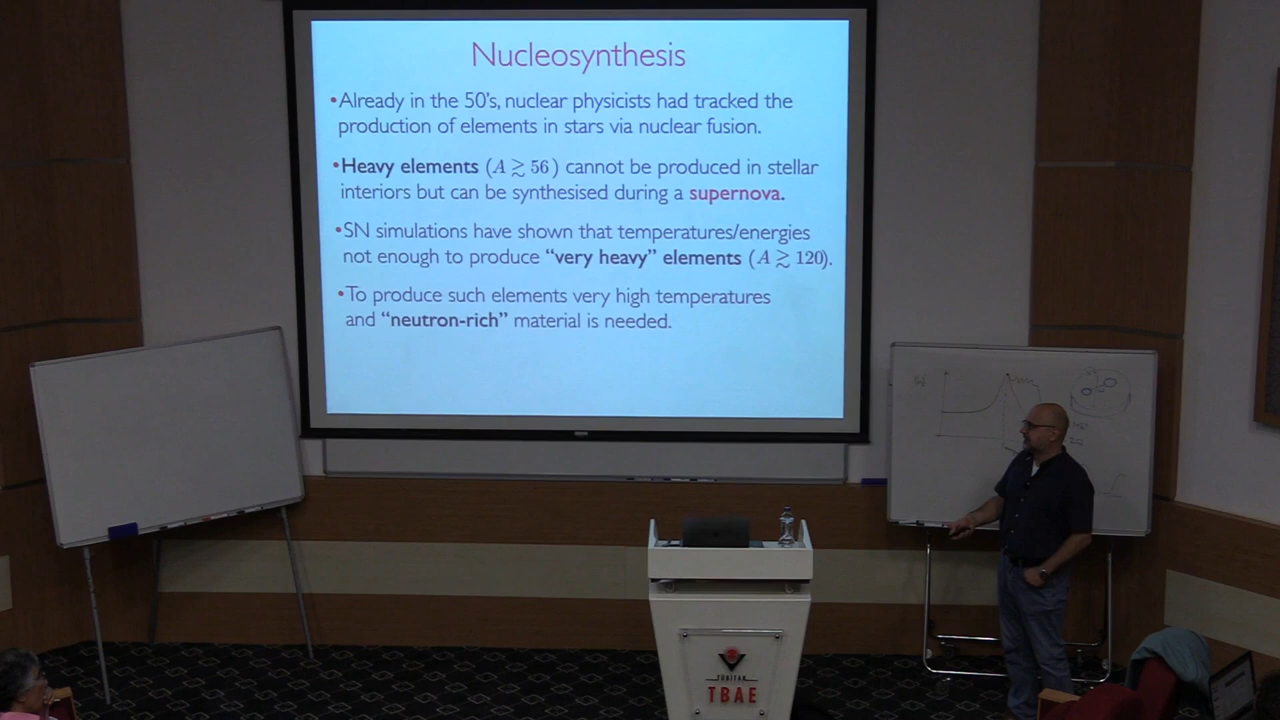 Nucleosynthesis
•Already in the 50's, nuclear physicists had tracked the
production of elements in stars via nuclear fusion.
•Heavy elements (A ≳ 56 ) cannot be produced in stellar
interiors but can be synthesised during a supernova.
•SN simulations have shown that temperatures/energies
not enough to produce “very heavy” elements (A ≳ 120).
•To produce such elements very high temperatures
and “neutron-rich” material is needed.
TÜBİTAK
TBAE